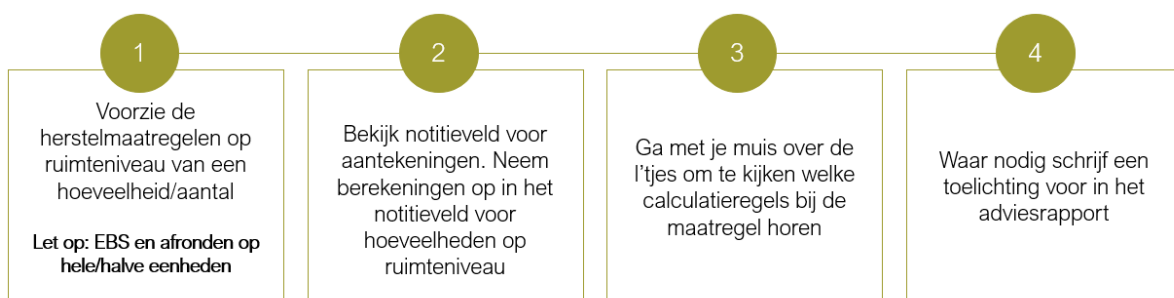 1
Voorzie de
herstelmaatregelen op
ruimteniveau van een
hoeveelheid/aantal
Let op: EBS en afronden op
hele/halve eenheden
2
Bekijk notitieveld voor
aantekeningen. Neem
berekeningen op in het
notitieveld voor
hoeveelheden op
ruimteniveau
3
Ga met je muis over de
I'tjes om te kijken welke
calculatieregels bij de
maatregel horen
4
Waar nodig schrijf een
toelichting voor in het
adviesrapport